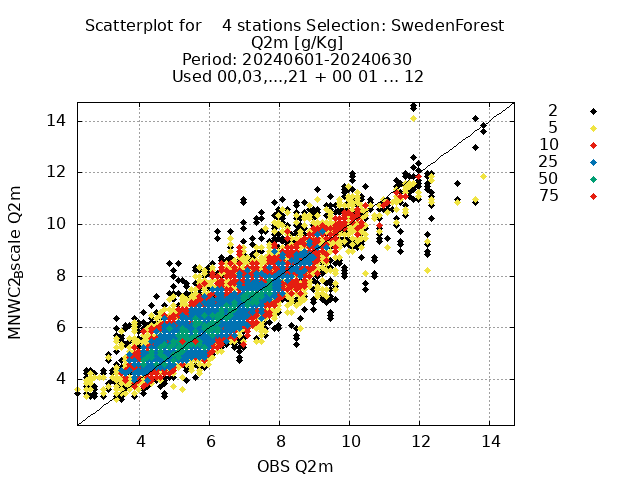 Scatterplot for    4 stations Selection: SwedenForest
Q2m [g/Kg]
Period: 20240601-20240630
Used 00,03,...,21 + 00 01 ... 12
2
5
10
25
50
75
14
12
10
8
6
4
4 6 8 10 12 14
OBS Q2m